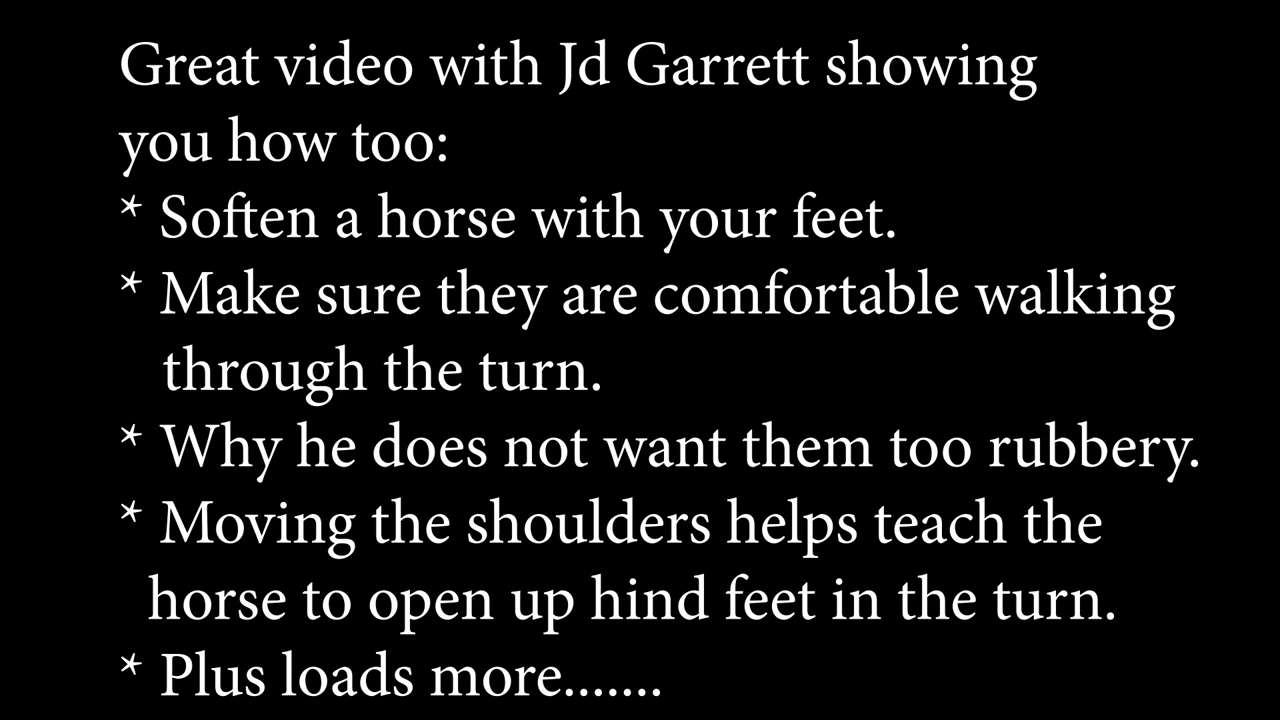 Great video with Jd Garrett showing
you how too:
* Soften a horse with your feet.
* Make sure they are comfortable walking
through the turn.
* Why he does not want them too rubbery.
* Moving the shoulders helps teach the
horse to open up hind feet in the turn.
* Plus loads more.......